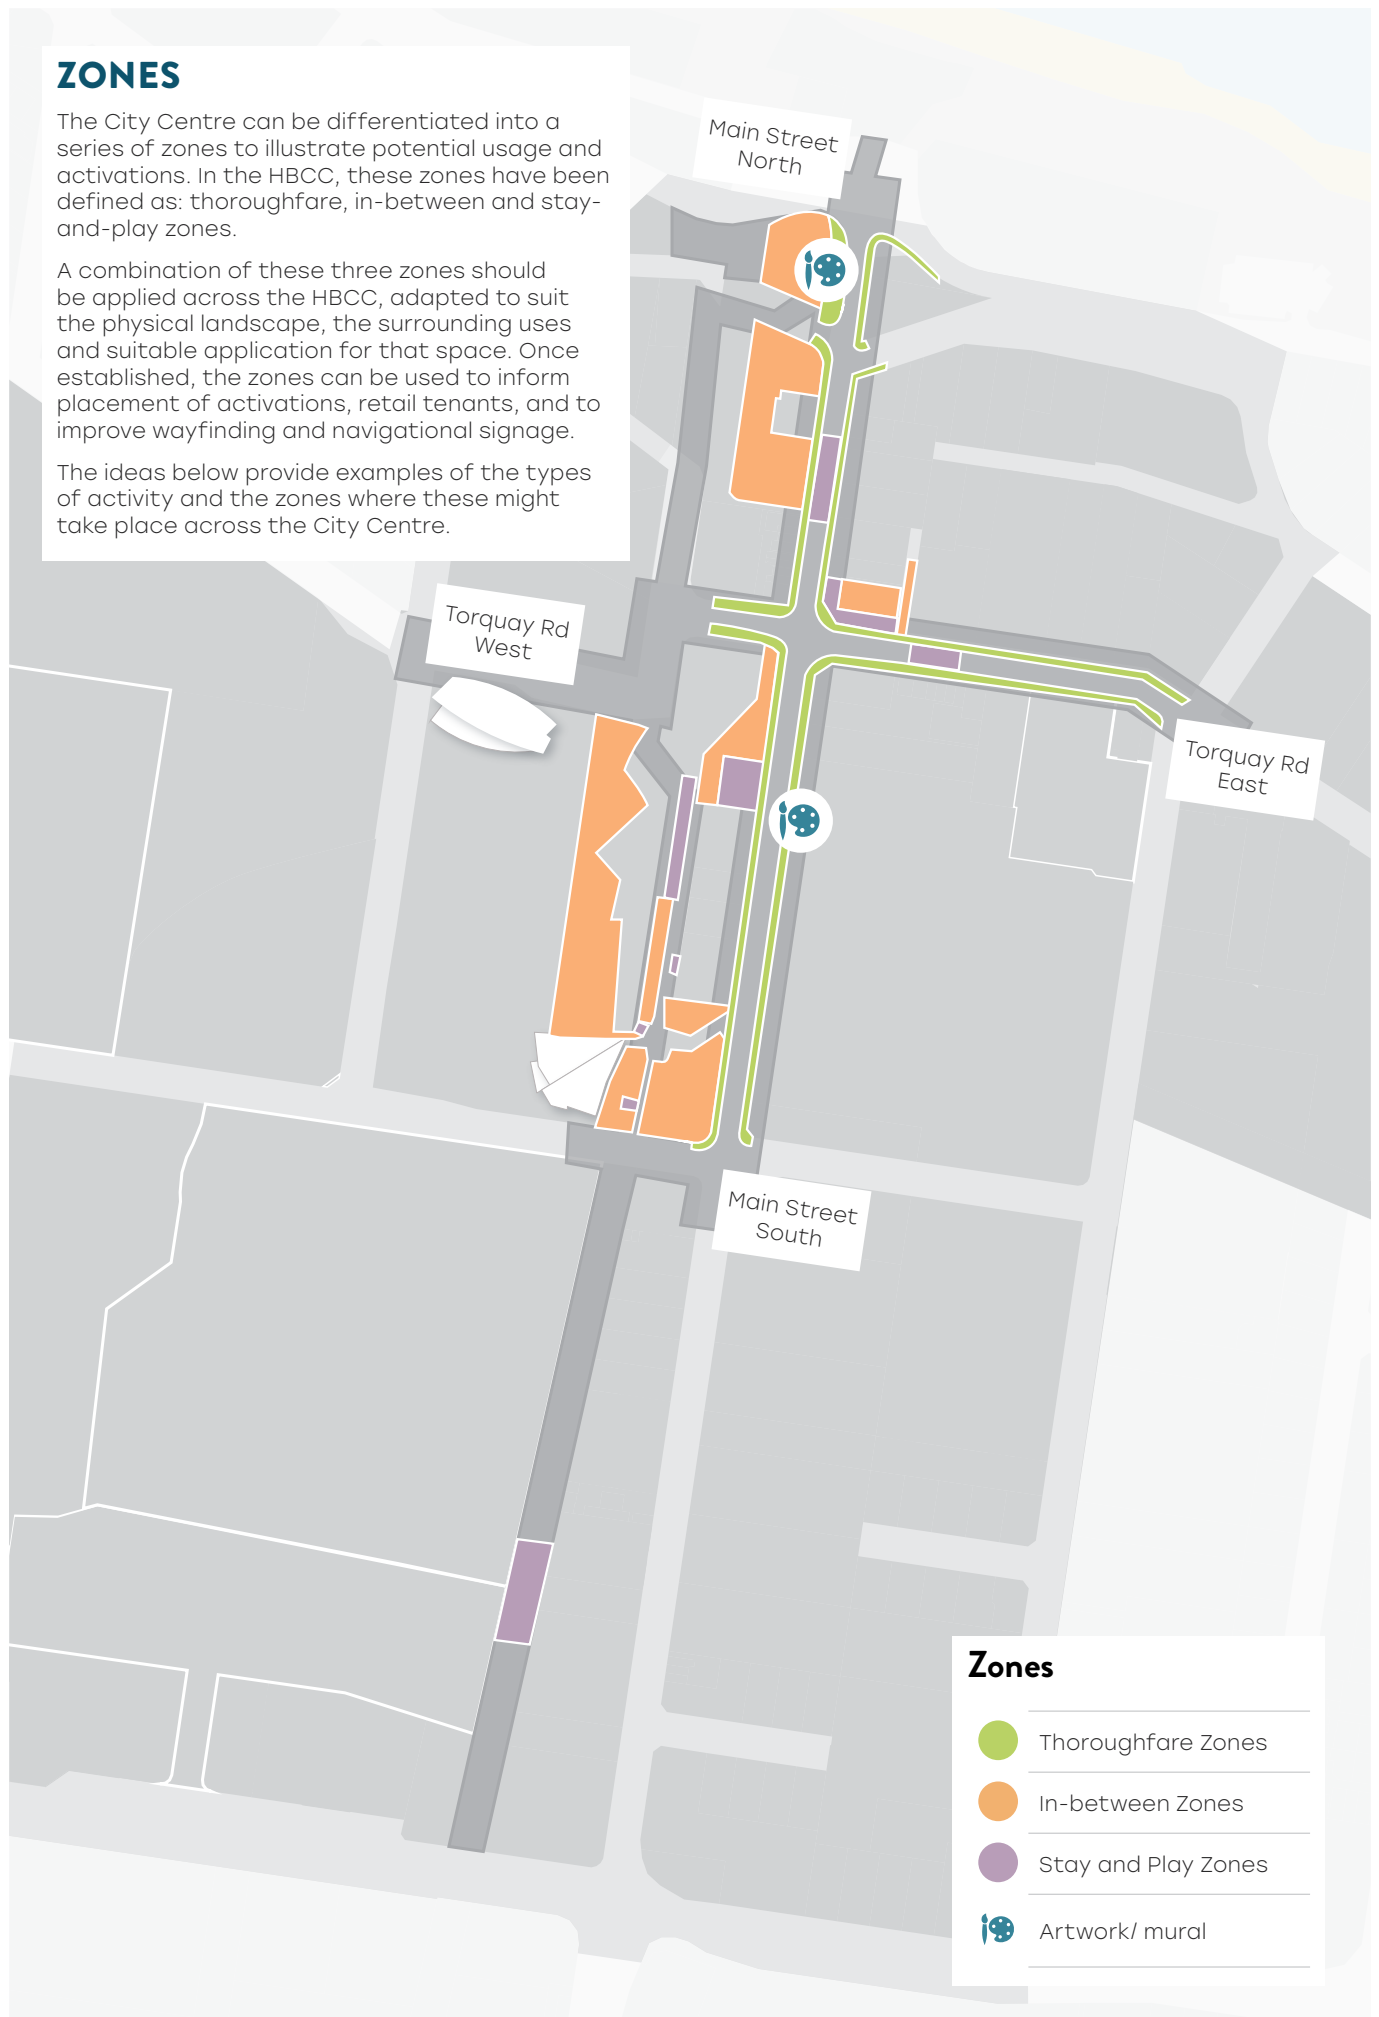 ZONES
The City Centre can be differentiated into a
series of zones to illustrate potential usage and
activations. In the HBCC, these zones have been
defined as: thoroughfare, in-between and stay-
and-play zones.
A combination of these three zones should
be applied across the HBCC, adapted to suit
the physical landscape, the surrounding uses
and suitable application for that space. Once
established, the zones can be used to inform
placement of activations, retail tenants, and to
improve wayfinding and navigational signage.
The ideas below provide examples of the types
of activity and the zones where these might
take place across the City Centre.
Main Street
North
Torquay Rd
West
Torquay Rd
East
Main Street
South
Zones
Thoroughfare Zones
In-between Zones
Stay and Play Zones
Artwork/ mural